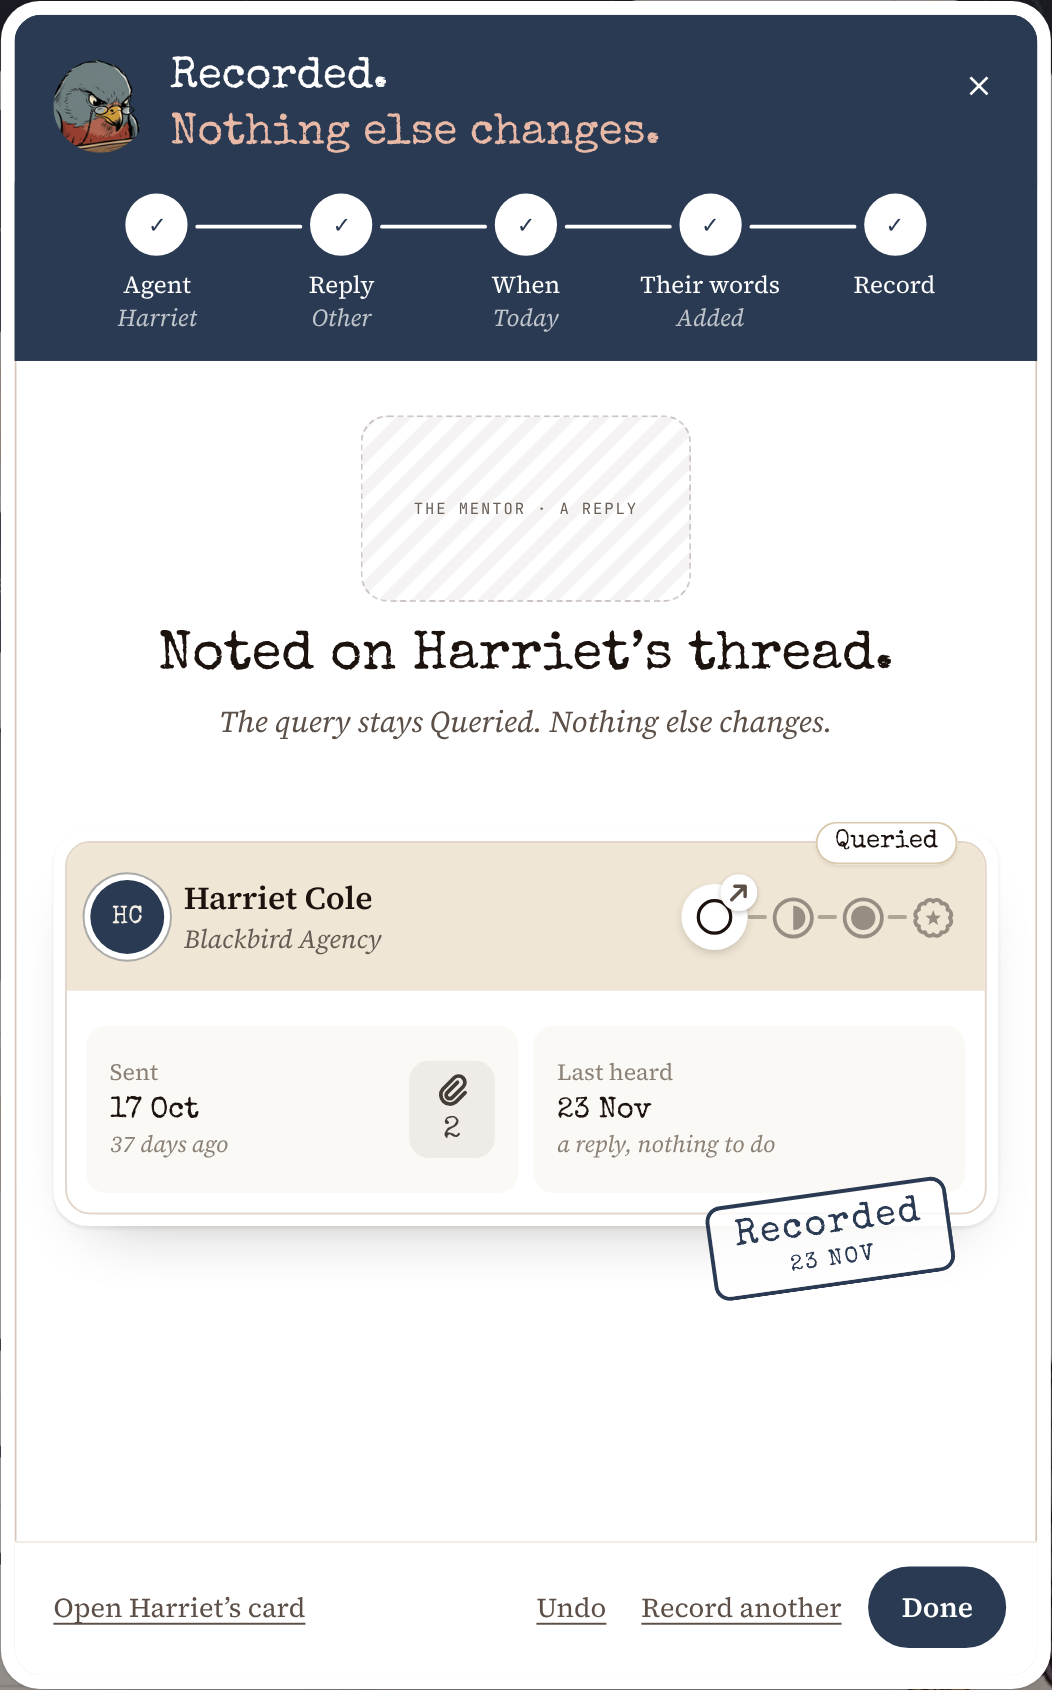 Recorded.
Nothing else changes.
✓ ✓ ✓ ✓ ✓
Agent Reply When Their words Record
Harriet Other Today Added
THE MENTOR · A REPLY
Noted on Harriet’s thread.
The query stays Queried. Nothing else changes.
Queried
HC
Harriet Cole
Blackbird Agency
Sent
17 Oct
37 days ago
2
Last heard
23 Nov
a reply, nothing to do
Recorded
23 NOV
Open Harriet’s card
Undo
Record another
Done